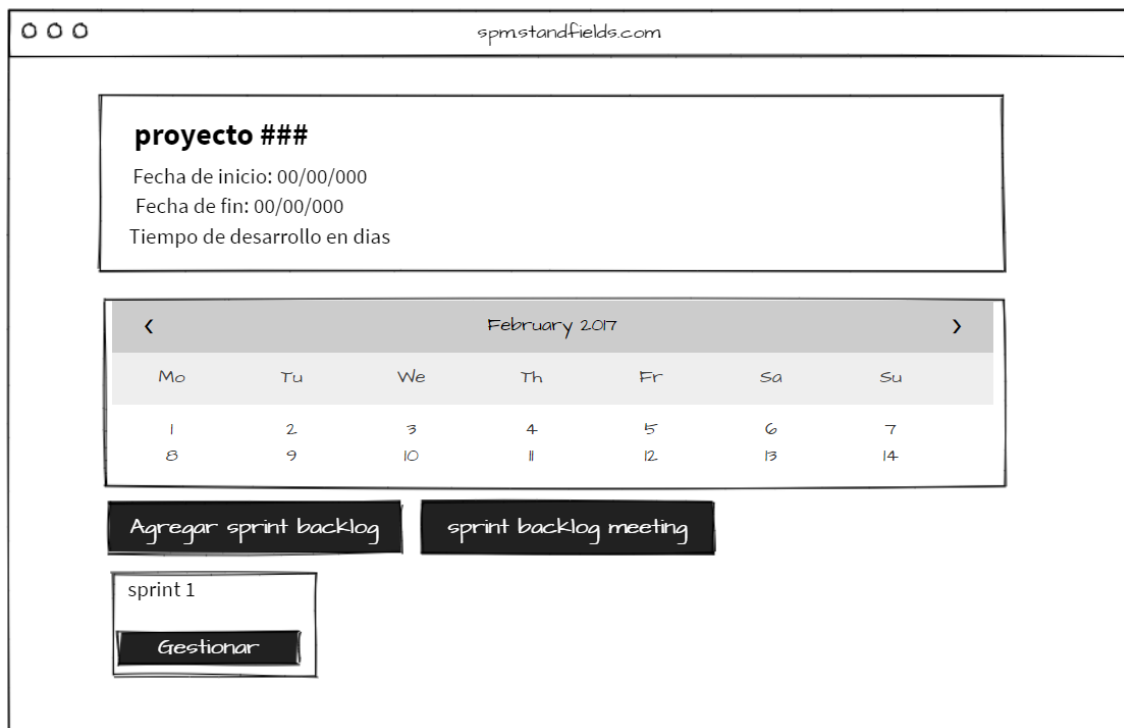 spm.standfields.com
proyecto ###
Fecha de inicio: 00/00/000
Fecha de fin: 00/00/000
Tiempo de desarrollo en dias
‹ February 2017 ›
Mo Tu We Th Fr Sa Su
1 2 3 4 5 6 7
8 9 10 11 12 13 14
Agregar sprint backlog sprint backlog meeting
sprint 1
Gestionar